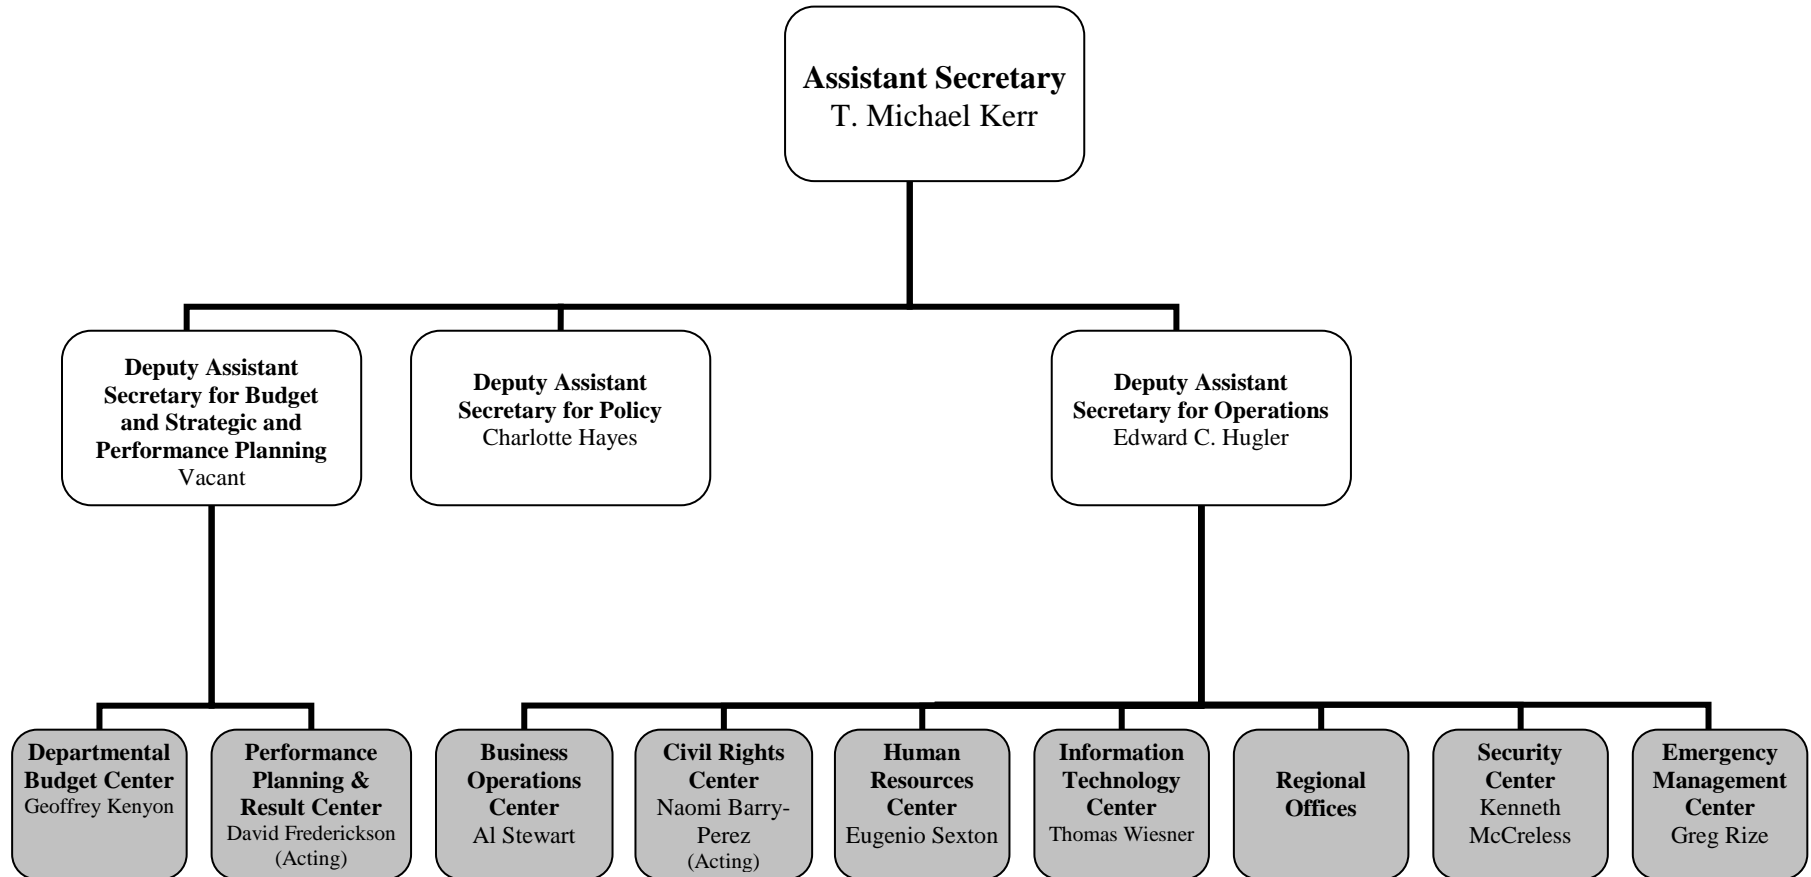 Assistant Secretary
T. Michael Kerr
Deputy Assistant
Secretary for Budget
and Strategic and
Performance Planning
Vacant
Deputy Assistant
Secretary for Policy
Charlotte Hayes
Deputy Assistant
Secretary for Operations
Edward C. Hugler
Departmental
Budget Center
Geoffrey Kenyon
Performance
Planning &
Result Center
David Frederickson
(Acting)
Business
Operations
Center
Al Stewart
Civil Rights
Center
Naomi Barry-
Perez
(Acting)
Human
Resources
Center
Eugenio Sexton
Information
Technology
Center
Thomas Wiesner
Regional
Offices
Security
Center
Kenneth
McCreless
Emergency
Management
Center
Greg Rize